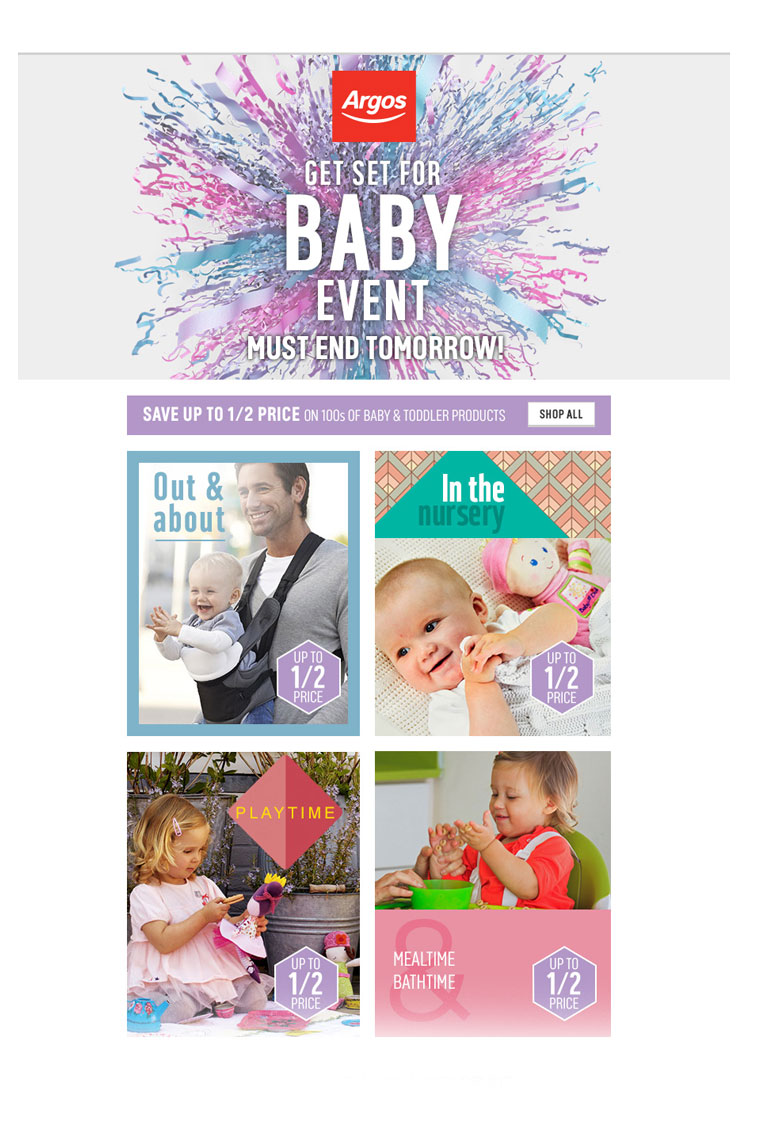 Argos
GET SET FOR
BABY
EVENT
MUST END TOMORROW!
SAVE UP TO 1/2 PRICE ON 100s OF BABY & TODDLER PRODUCTS
SHOP ALL
Out &
about
UP TO
1/2
PRICE
In the
nursery
UP TO
1/2
PRICE
PLAYTIME
UP TO
1/2
PRICE
&
MEALTIME
BATHTIME
UP TO
1/2
PRICE